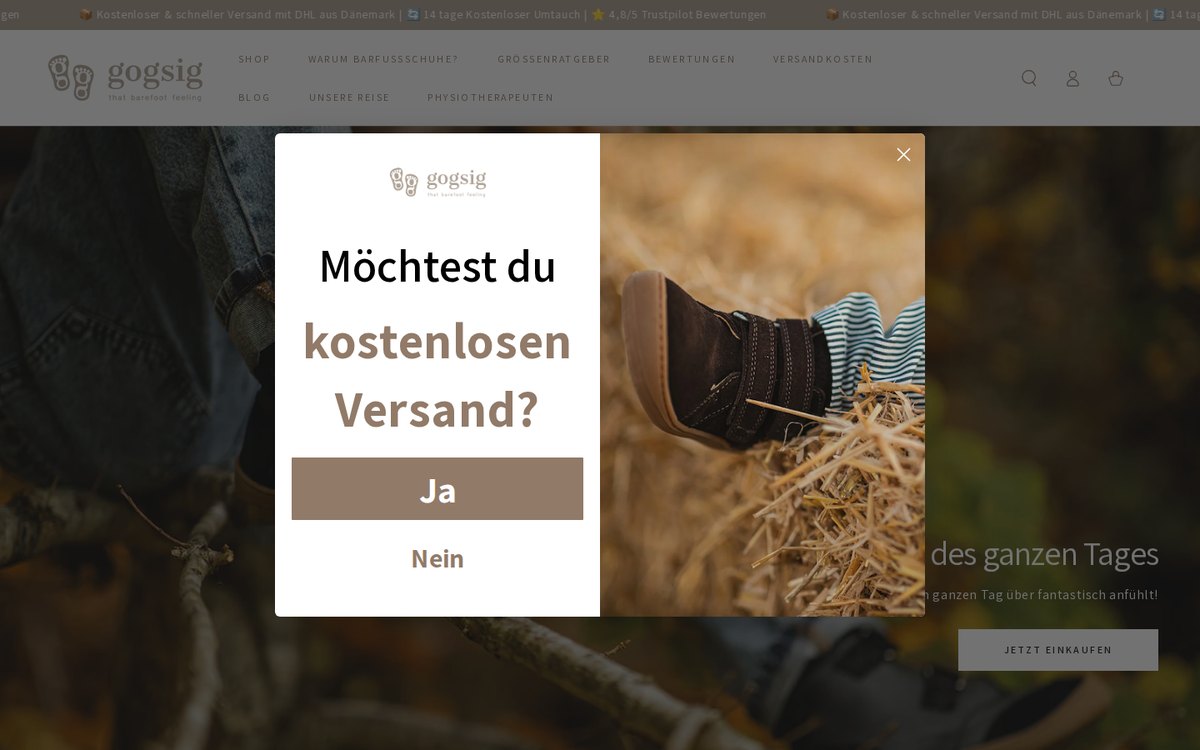 gen
📦 Kostenloser & schneller Versand mit DHL aus Dänemark | 🔄 14 tage Kostenloser Umtauch | ⭐ 4,8/5 Trustpilot Bewertungen
📦 Kostenloser & schneller Versand mit DHL aus Dänemark | 🔄 14 tag
gogsig
that barefoot feeling
SHOP
WARUM BARFUSSSCHUHE?
GRÖSSENRATGEBER
BEWERTUNGEN
VERSANDKOSTEN
BLOG
UNSERE REISE
PHYSIOTHERAPEUTEN
gogsig
that barefoot feeling
Möchtest du
kostenlosen
Versand?
Ja
Nein
des ganzen Tages
ganzen Tag über fantastisch anfühlt!
JETZT EINKAUFEN